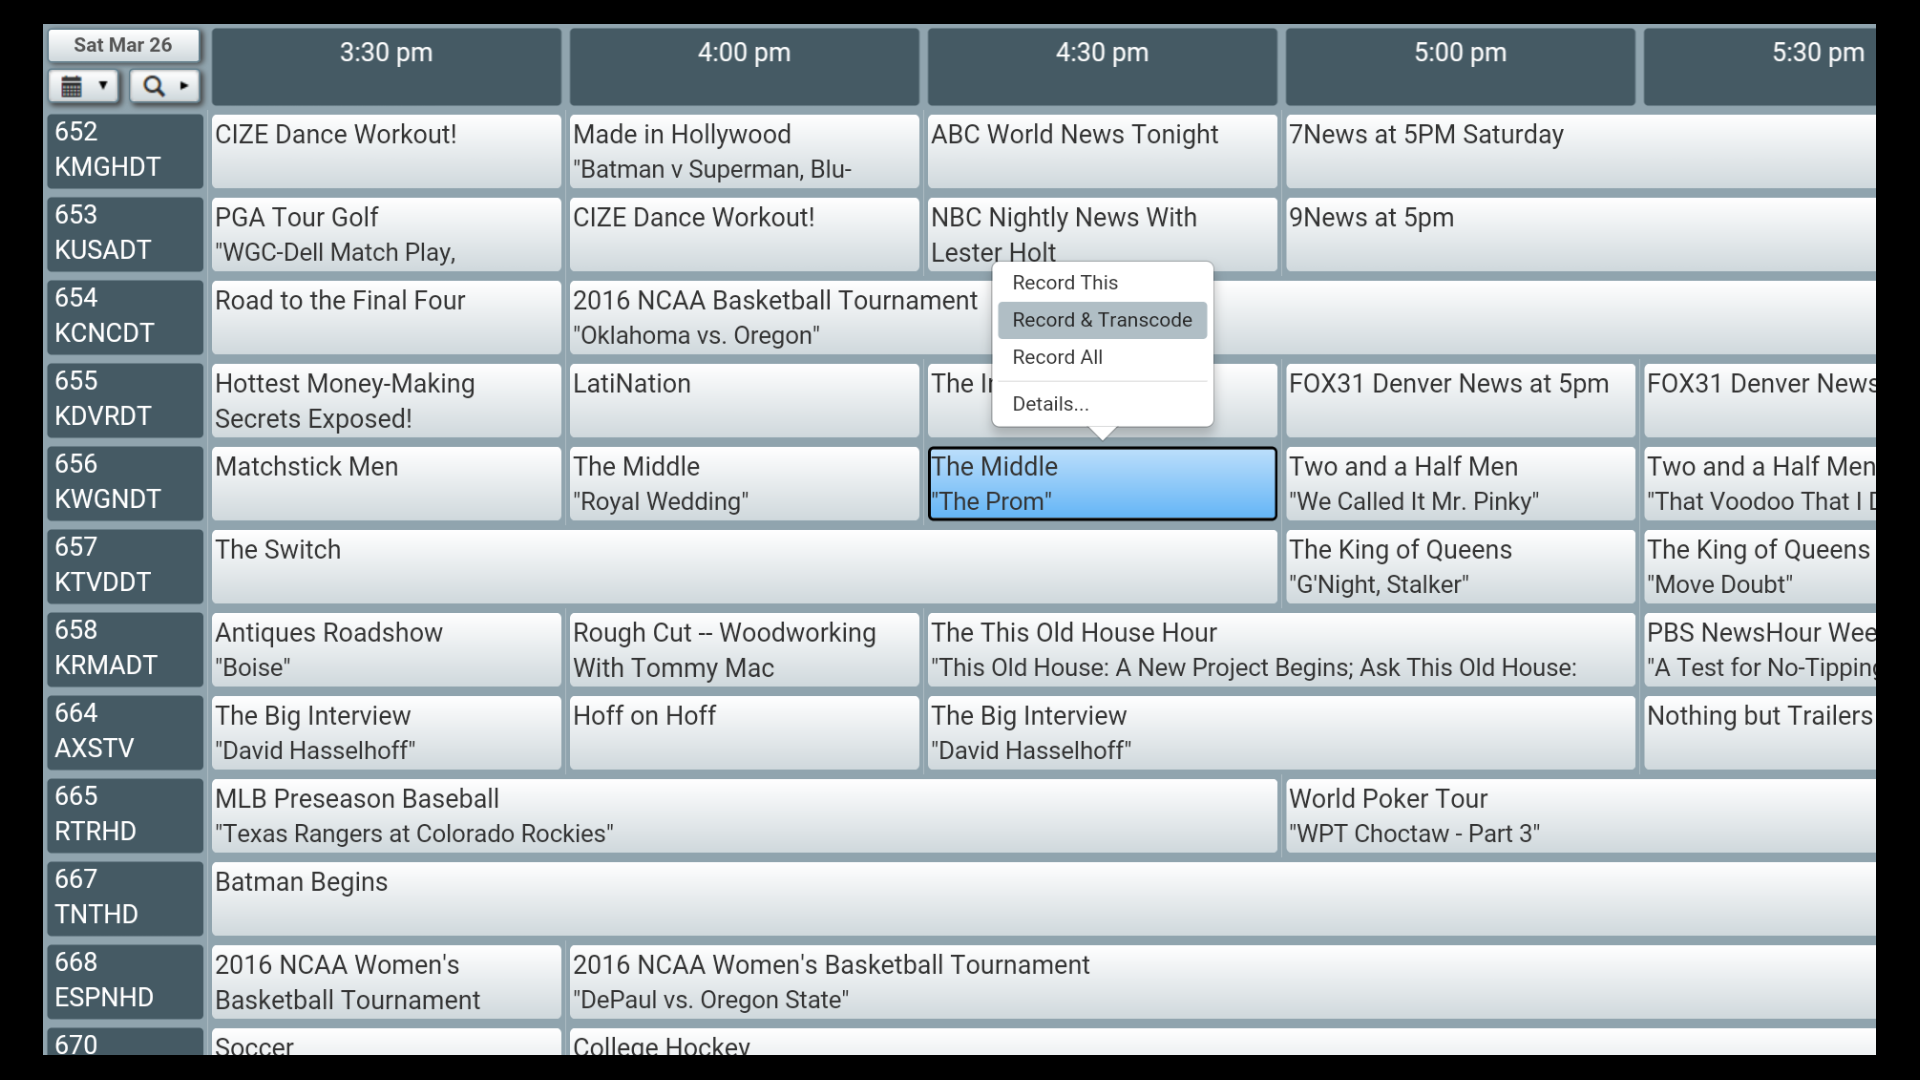 Sat Mar 26
3:30 pm
4:00 pm
4:30 pm
5:00 pm
5:30 pm
652
KMGHDT
CIZE Dance Workout!
Made in Hollywood
"Batman v Superman, Blu-
ABC World News Tonight
7News at 5PM Saturday
653
KUSADT
PGA Tour Golf
"WGC-Dell Match Play,
CIZE Dance Workout!
NBC Nightly News With
Lester Holt
9News at 5pm
654
KCNCDT
Road to the Final Four
2016 NCAA Basketball Tournament
"Oklahoma vs. Oregon"
Record This
Record & Transcode
Record All
Details...
655
KDVRDT
Hottest Money-Making
Secrets Exposed!
LatiNation
The
FOX31 Denver News at 5pm
FOX31 Denver News
656
KWGNDT
Matchstick Men
The Middle
"Royal Wedding"
The Middle
"The Prom"
Two and a Half Men
"We Called It Mr. Pinky"
Two and a Half Men
"That Voodoo That I
657
KTVDDT
The Switch
The King of Queens
"G'Night, Stalker"
The King of Queens
"Move Doubt"
658
KRMADT
Antiques Roadshow
"Boise"
Rough Cut -- Woodworking
With Tommy Mac
The This Old House Hour
"This Old House: A New Project Begins; Ask This Old House:
PBS NewsHour Wee
"A Test for No-Tipping
664
AXSTV
The Big Interview
"David Hasselhoff"
Hoff on Hoff
The Big Interview
"David Hasselhoff"
Nothing but Trailers
665
RTRHD
MLB Preseason Baseball
"Texas Rangers at Colorado Rockies"
World Poker Tour
"WPT Choctaw - Part 3"
667
TNTHD
Batman Begins
668
ESPNHD
2016 NCAA Women's
Basketball Tournament
2016 NCAA Women's Basketball Tournament
"DePaul vs. Oregon State"
670
Soccer
College Hockey